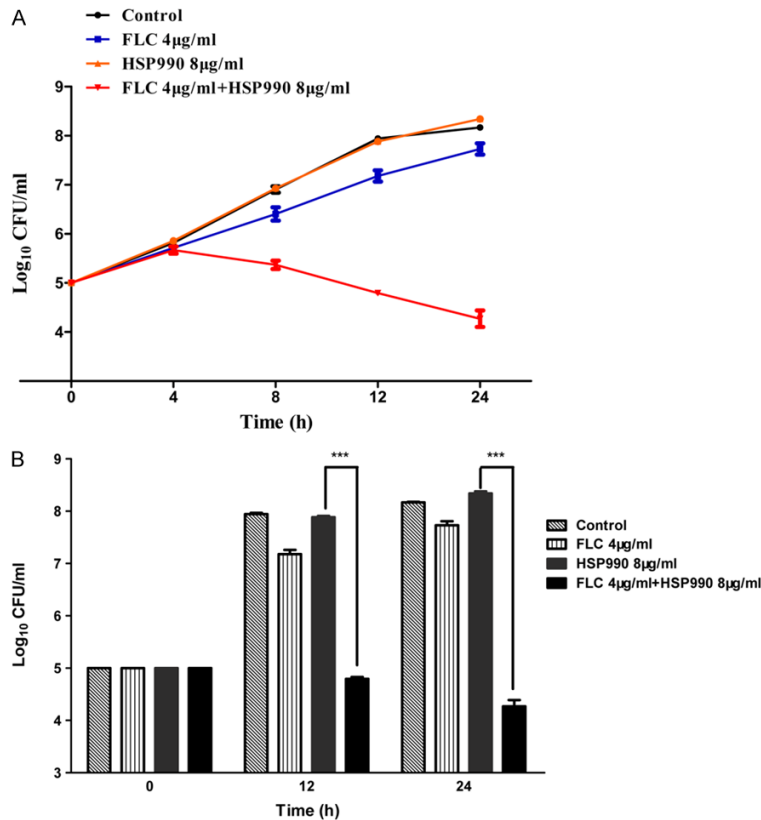 A
Control
FLC 4μg/ml
HSP990 8μg/ml
FLC 4μg/ml+HSP990 8μg/ml
9
8
7
6
5
4
Log10 CFU/ml
0 4 8 12 24
Time (h)
B
9
8
7
6
5
4
3
Log10 CFU/ml
*** ***
Control
FLC 4μg/ml
HSP990 8μg/ml
FLC 4μg/ml+HSP990 8μg/ml
0 12 24
Time (h)